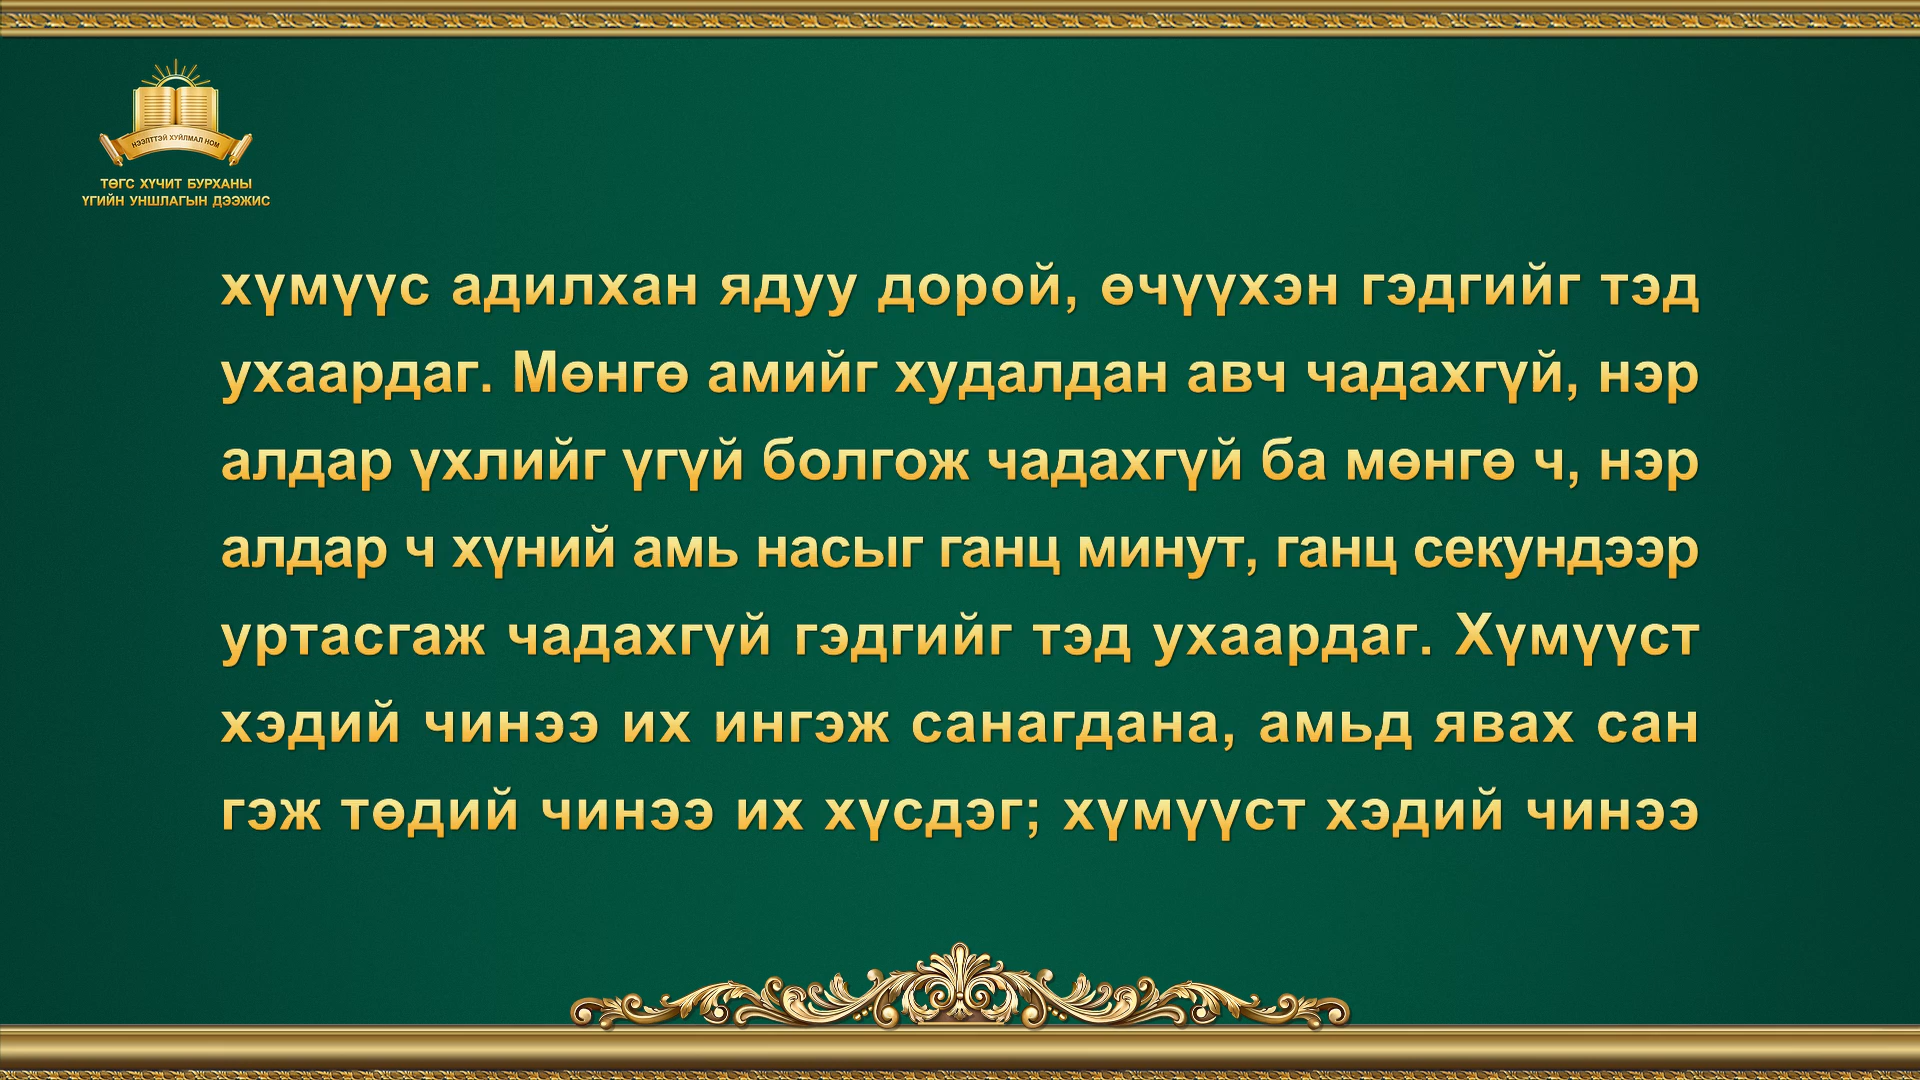 НЭЭЛТТЭЙ ХУЙЛМАЛ НОМ
ТӨГС ХҮЧИТ БУРХАНЫ
ҮГИЙН УНШЛАГЫН ДЭЭЖИС
хүмүүс адилхан ядуу дорой, өчүүхэн гэдгийг тэд
ухаардаг. Мөнгө амийг худалдан авч чадахгүй, нэр
алдар үхлийг үгүй болгож чадахгүй ба мөнгө ч, нэр
алдар ч хүний амь насыг ганц минут, ганц секундээр
уртасгаж чадахгүй гэдгийг тэд ухаардаг. Хүмүүст
хэдий чинээ их ингэж санагдана, амьд явах сан
гэж төдий чинээ их хүсдэг; хүмүүст хэдий чинээ